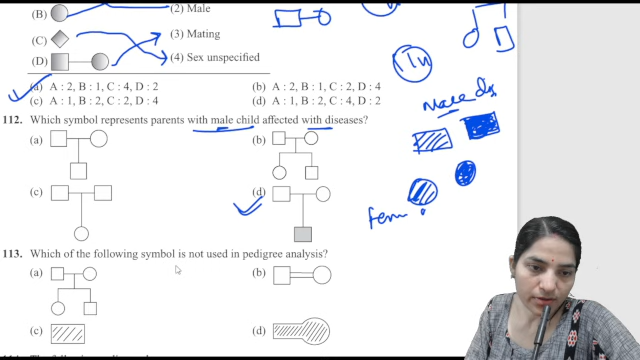 (B)
(2) Male
(C)
(3) Mating
(D)
(4) Sex unspecified
(a) A : 2, B : 1, C : 4, D : 2
(b) A : 2, B : 1, C : 2, D : 4
(c) A : 1, B : 2, C : 2, D : 4
(d) A : 1, B : 2, C : 4, D : 2
Male
112. Which symbol represents parents with male child affected with diseases?
(a)
(b)
(c)
(d)
fem
113. Which of the following symbol is not used in pedigree analysis?
(a)
(b)
(c)
(d)